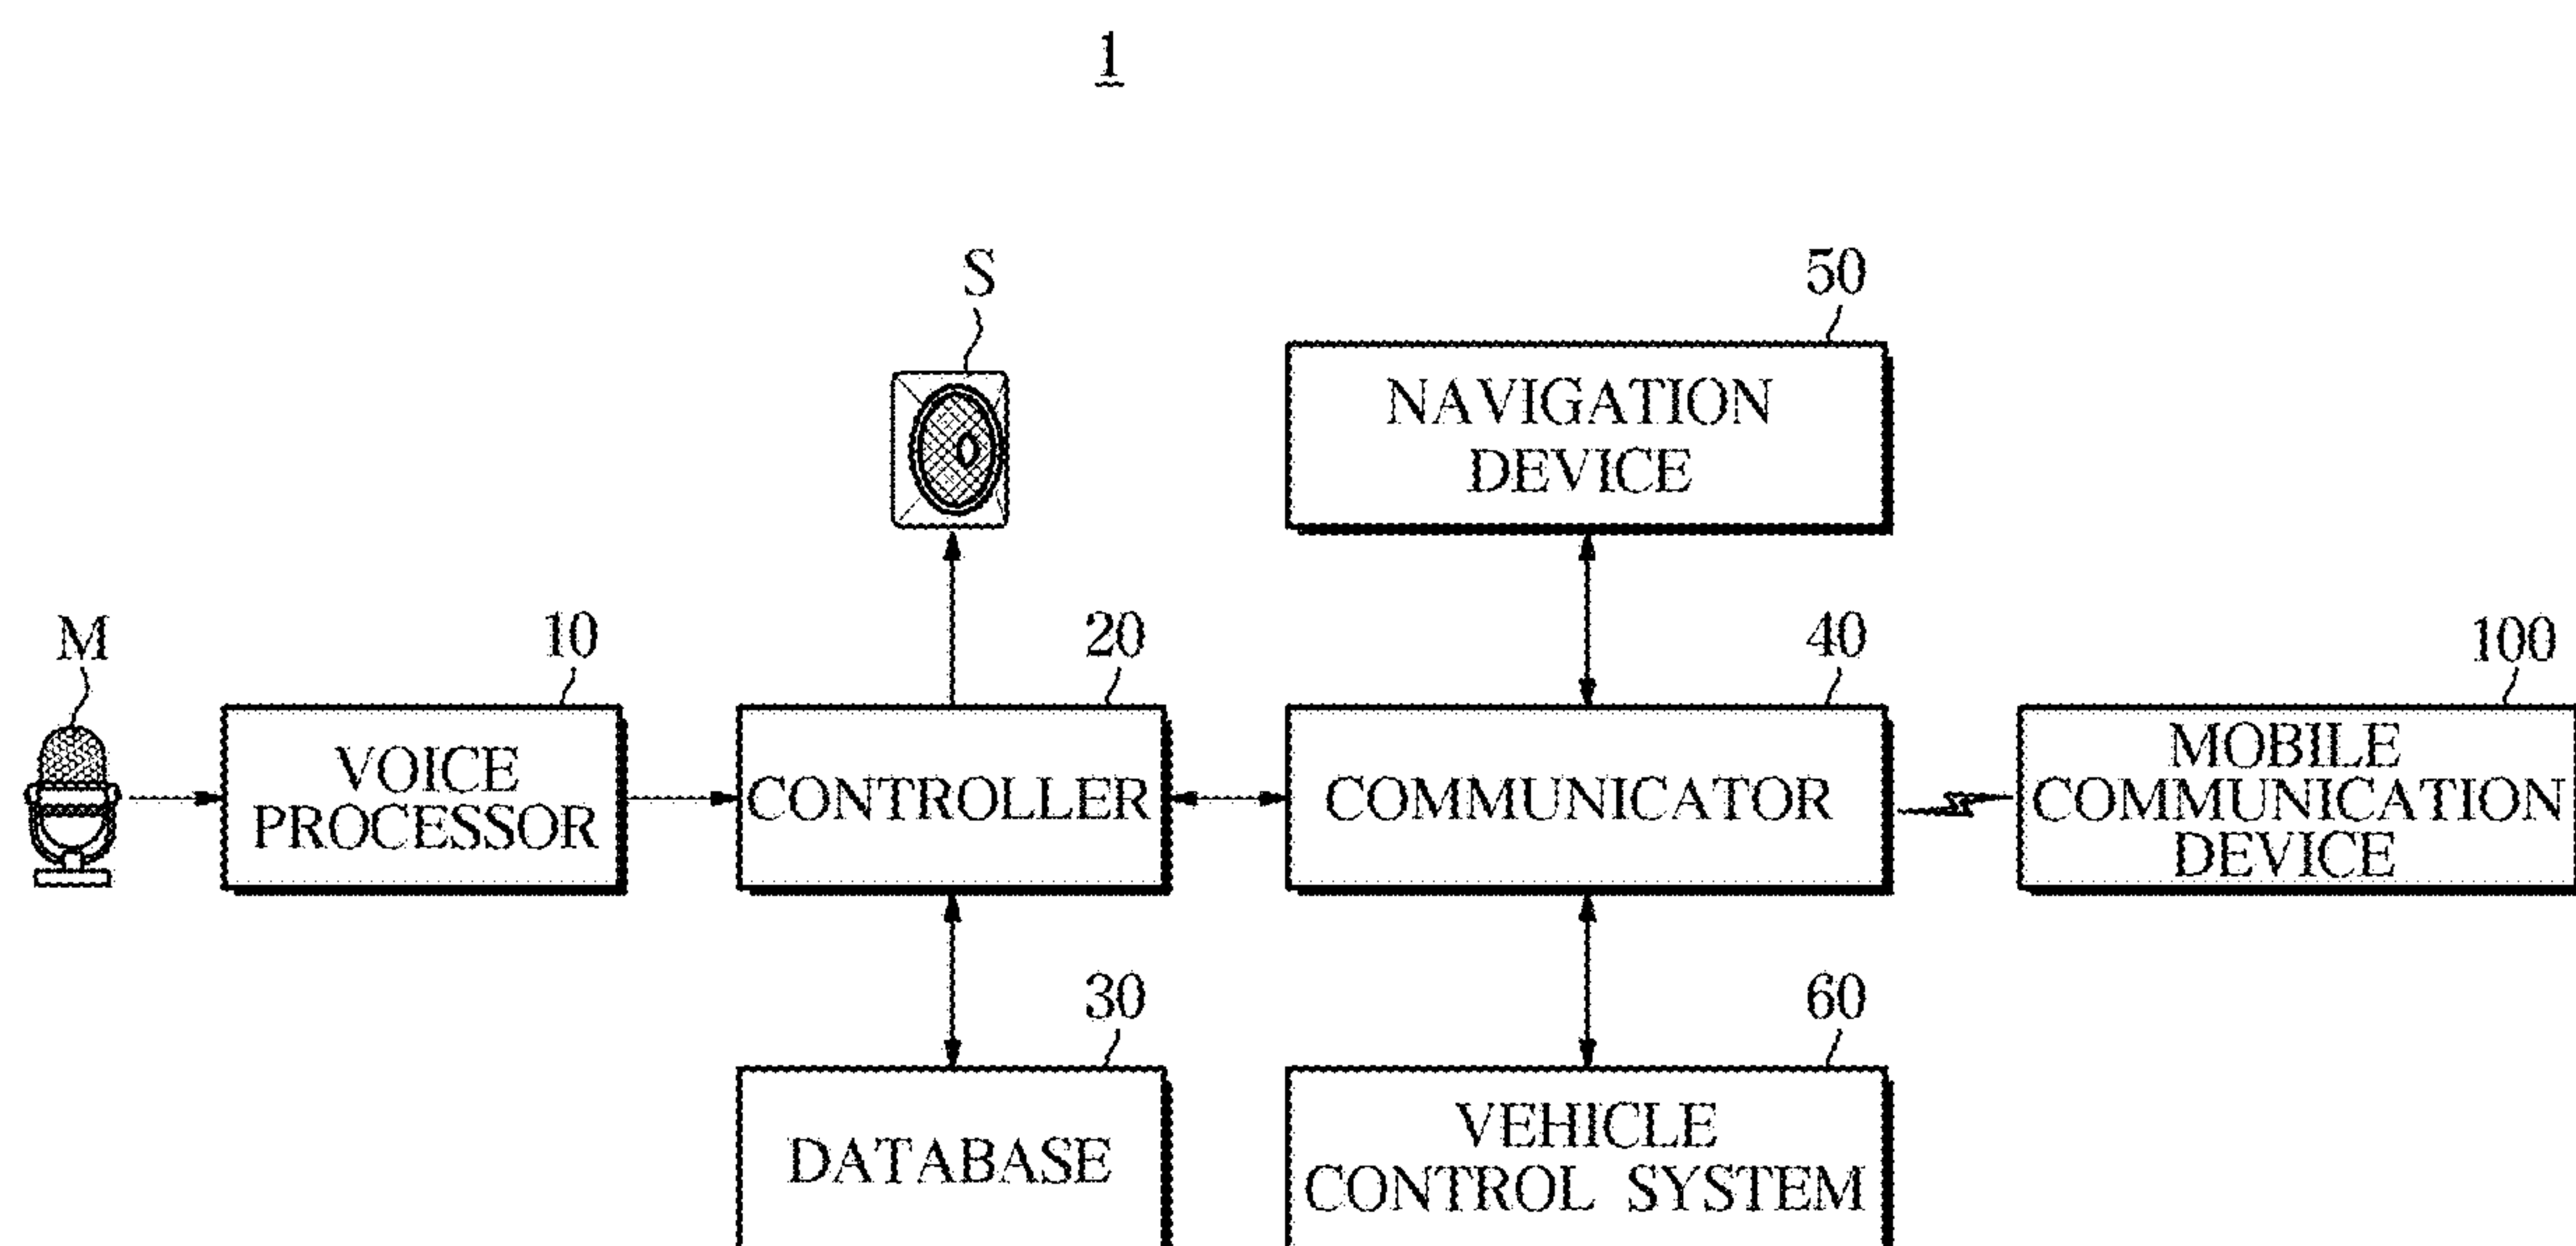 1
S
50
NAVIGATION
DEVICE
M
10
20
40
100
VOICE
PROCESSOR
CONTROLLER
COMMUNICATOR
MOBILE
COMMUNICATION
DEVICE
30
60
DATABASE
VEHICLE
CONTROL SYSTEM